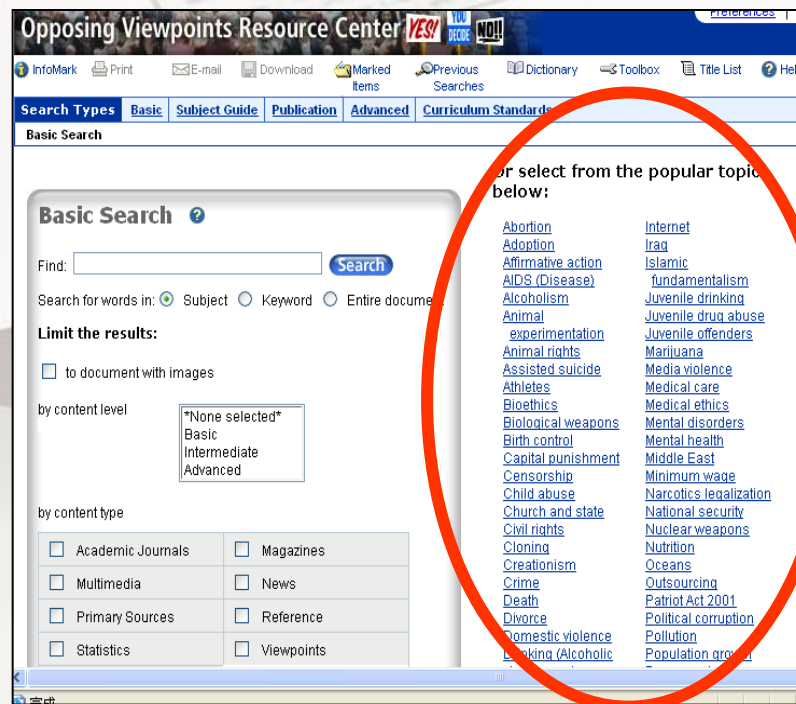 Opposing Viewpoints Resource Center YES! YOU DECIDE NO!!
Preferences
InfoMark Print E-mail Download Marked Items Previous Searches Dictionary Toolbox Title List
Search Types Basic Subject Guide Publication Advanced Curriculum Standards
Basic Search
Or select from the popular topic
below:
Basic Search ?
Find: Search
Search for words in: Subject Keyword Entire document
Limit the results:
to document with images
by content level
*None selected*
Basic
Intermediate
Advanced
by content type
Academic Journals Magazines
Multimedia News
Primary Sources Reference
Statistics Viewpoints
Abortion
Adoption
Affirmative action
AIDS (Disease)
Alcoholism
Animal
experimentation
Animal rights
Assisted suicide
Athletes
Bioethics
Biological weapons
Birth control
Capital punishment
Censorship
Child abuse
Church and state
Civil rights
Cloning
Creationism
Crime
Death
Divorce
Domestic violence
Drinking (Alcoholic
Internet
Iraq
Islamic
fundamentalism
Juvenile drinking
Juvenile drug abuse
Juvenile offenders
Marijuana
Media violence
Medical care
Medical ethics
Mental disorders
Mental health
Middle East
Minimum wage
Narcotics legalization
National security
Nuclear weapons
Nutrition
Oceans
Outsourcing
Patriot Act 2001
Political corruption
Pollution
Population growth
完成